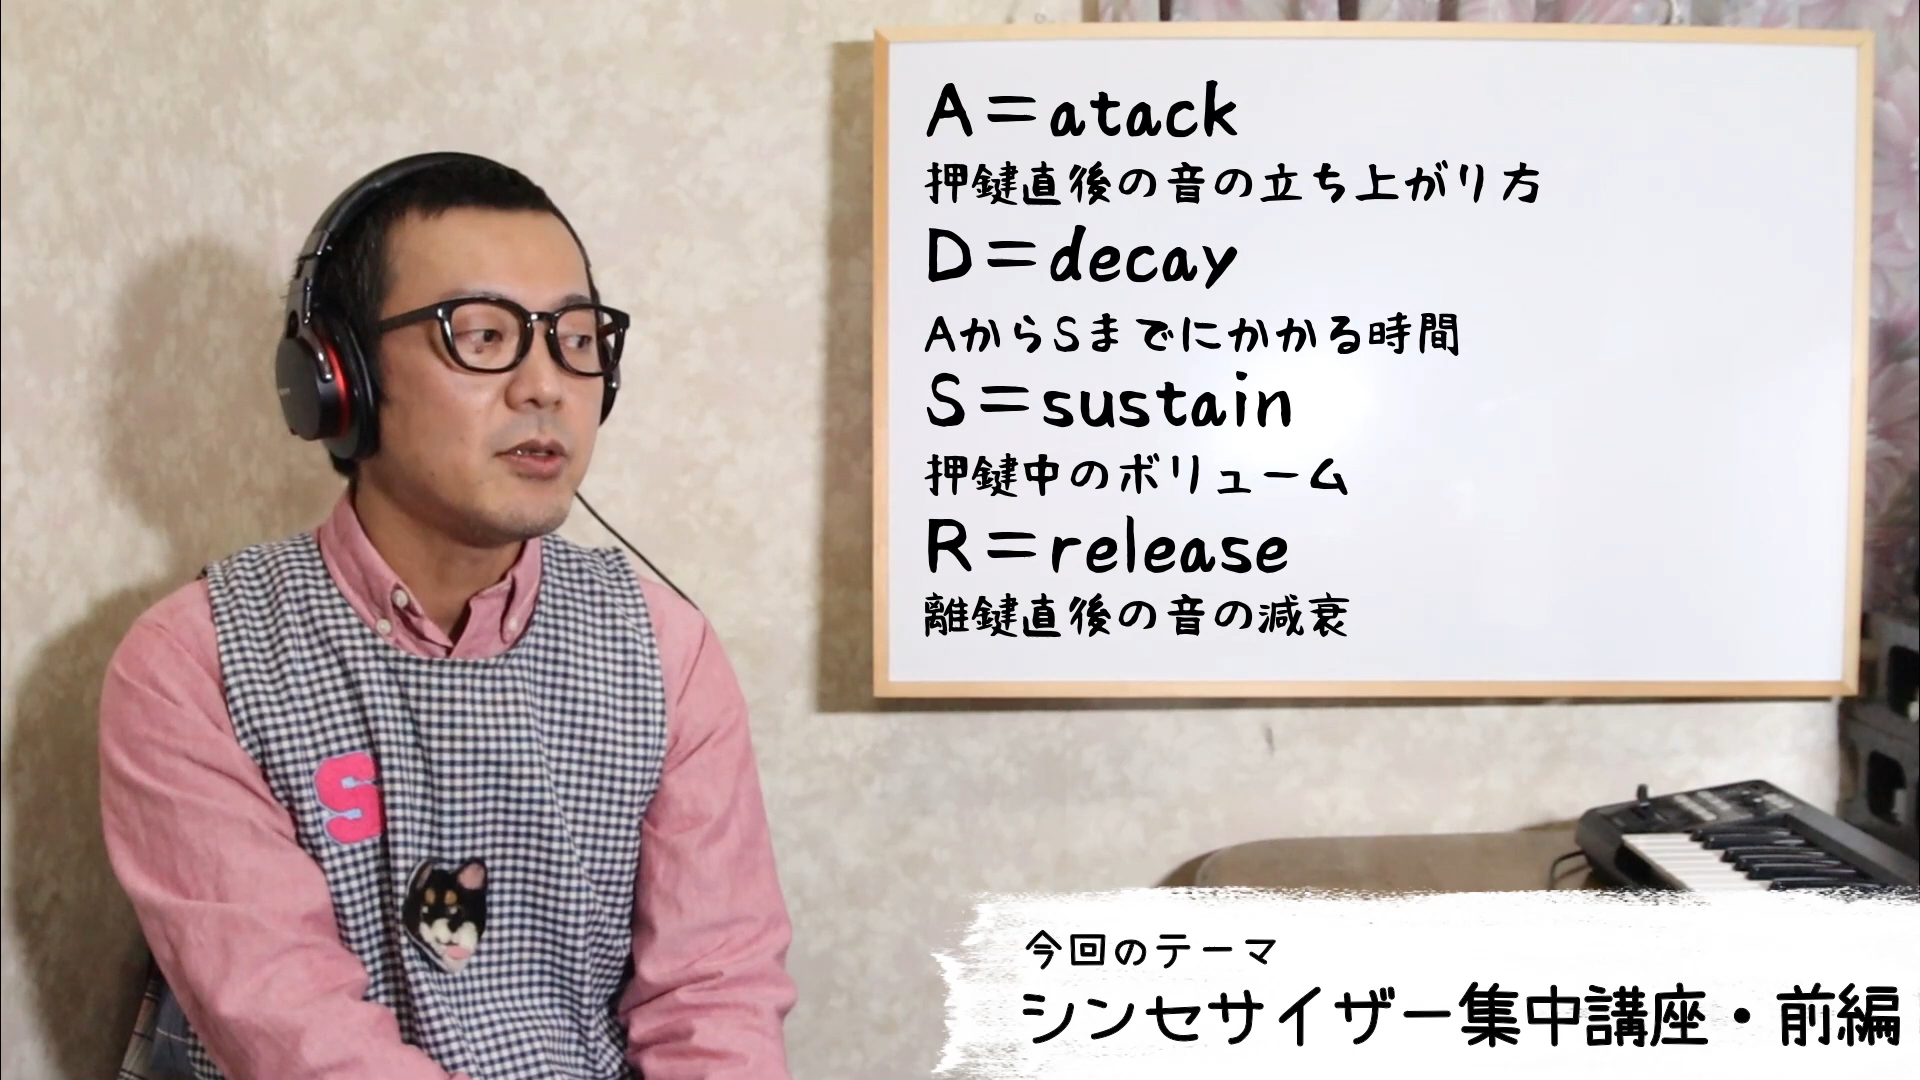 A＝atack
押鍵直後の音の立ち上がり方
D＝decay
AからSまでにかかる時間
S＝sustain
押鍵中のボリューム
R＝release
離鍵直後の音の減衰
S
今回のテーマ
シンセサイザー集中講座・前編